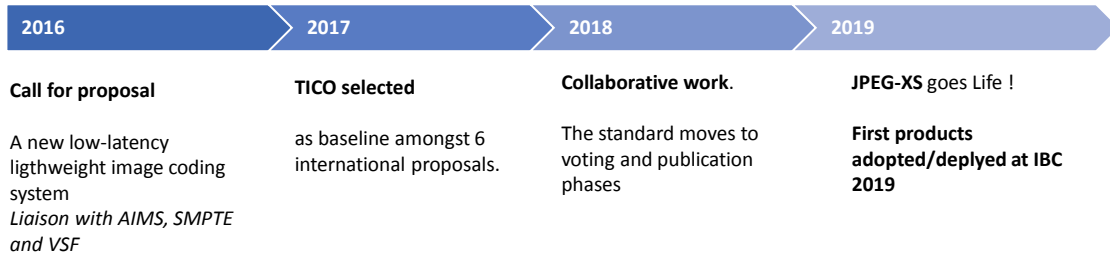 2016
2017
2018
2019
Call for proposal
A new low-latency
ligthweight image coding
system
Liaison with AIMS, SMPTE
and VSF
TICO selected
as baseline amongst 6
international proposals.
Collaborative work.
The standard moves to
voting and publication
phases
JPEG-XS goes Life !
First products
adopted/deplyed at IBC
2019